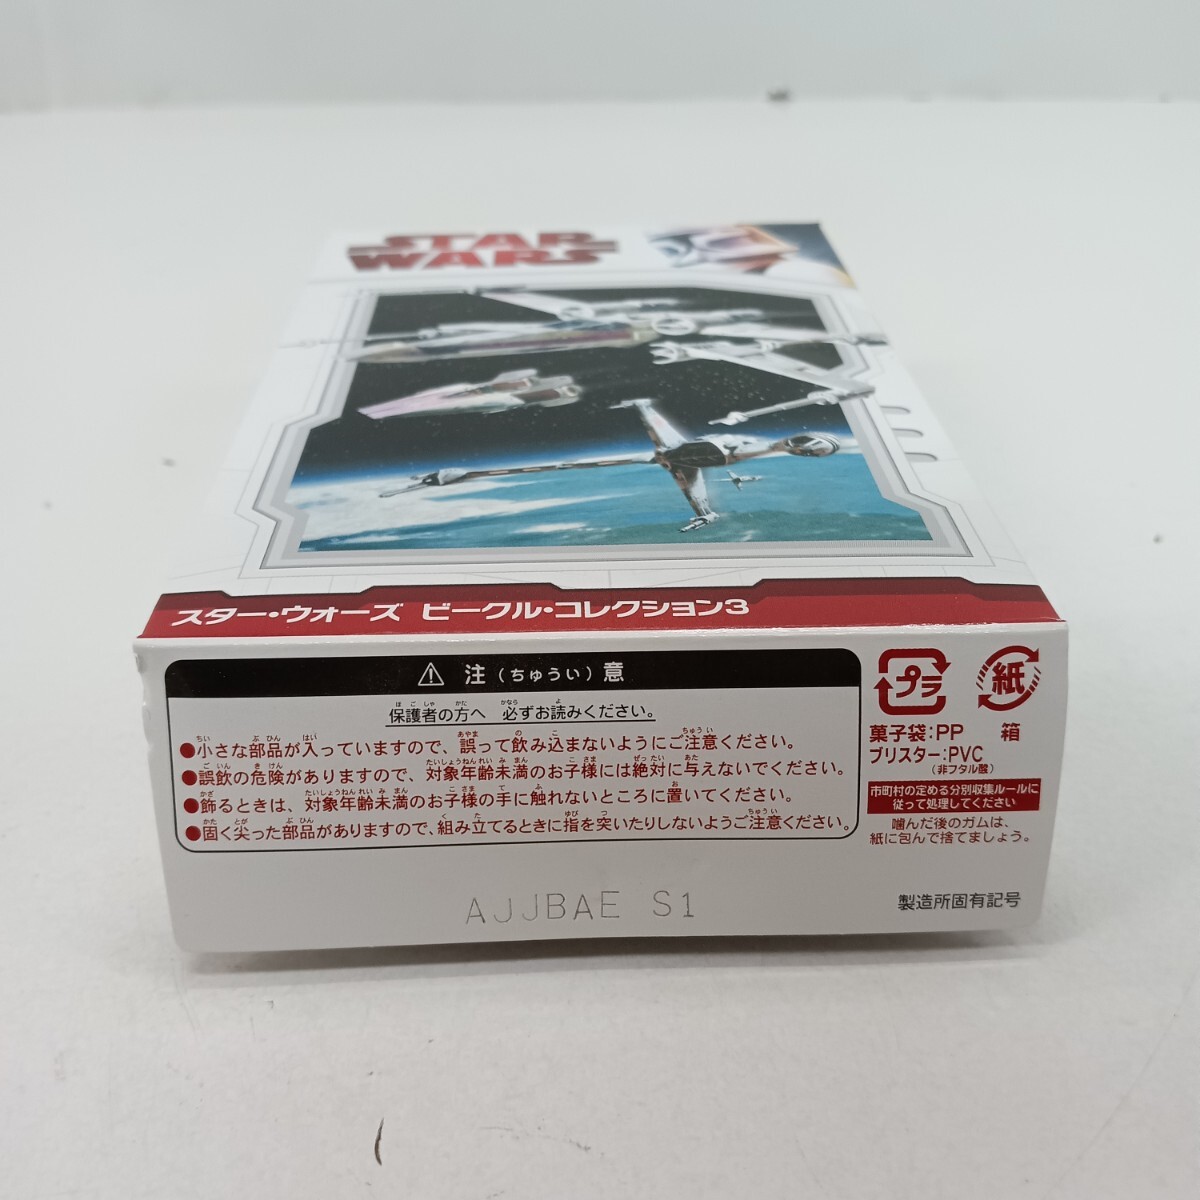 STAR
WARS
スター・ウォーズ ビークル・コレクション3
注(ちゅうい)意
保護者の方へ 必ずお読みください。
●小さな部品が入っていますので、誤って飲み込まないようにご注意ください。
●誤飲の危険がありますので、対象年齢未満のお子様には絶対に与えないでください。
●飾るときは、対象年齢未満のお子様の手に触れないところに置いてください。
●固く尖った部品がありますので、組み立てるときに指を突いたりしないようご注意ください。
プラ
紙
菓子袋:PP 箱
ブリスター:PVC
(非フタル酸)
市町村の定める分別収集ルールに
従って処理してください
噛んだ後のガムは、
紙に包んで捨てましょう。
AJJBAE S1
製造所固有記号